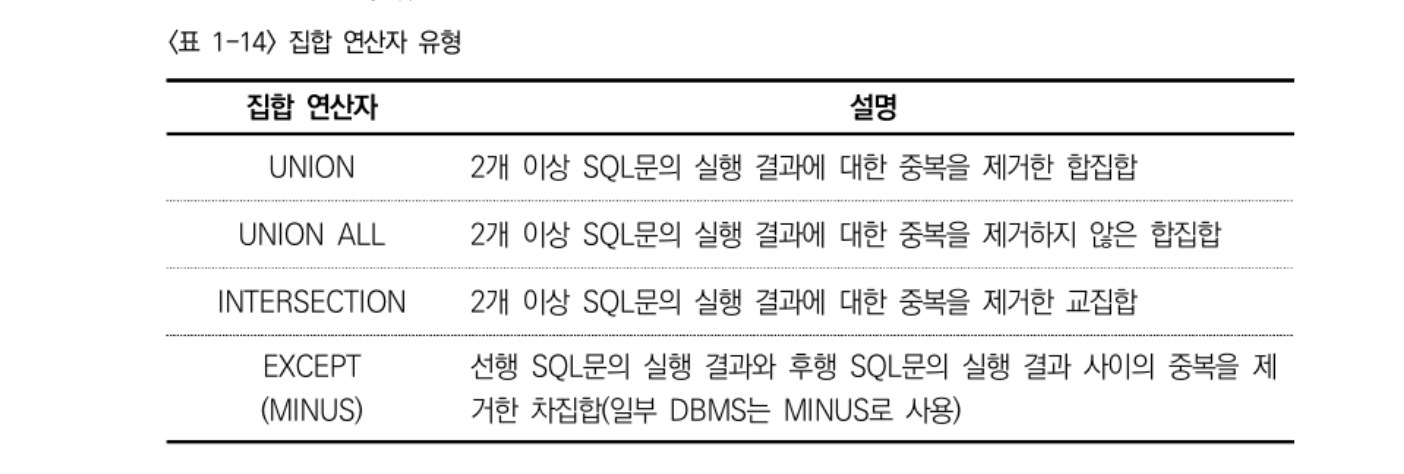 〈표 1-14〉 집합 연산자 유형
집합 연산자 설명
UNION 2개 이상 SQL문의 실행 결과에 대한 중복을 제거한 합집합
UNION ALL 2개 이상 SQL문의 실행 결과에 대한 중복을 제거하지 않은 합집합
INTERSECTION 2개 이상 SQL문의 실행 결과에 대한 중복을 제거한 교집합
EXCEPT 선행 SQL문의 실행 결과와 후행 SQL문의 실행 결과 사이의 중복을 제
(MINUS) 거한 차집합(일부 DBMS는 MINUS로 사용)